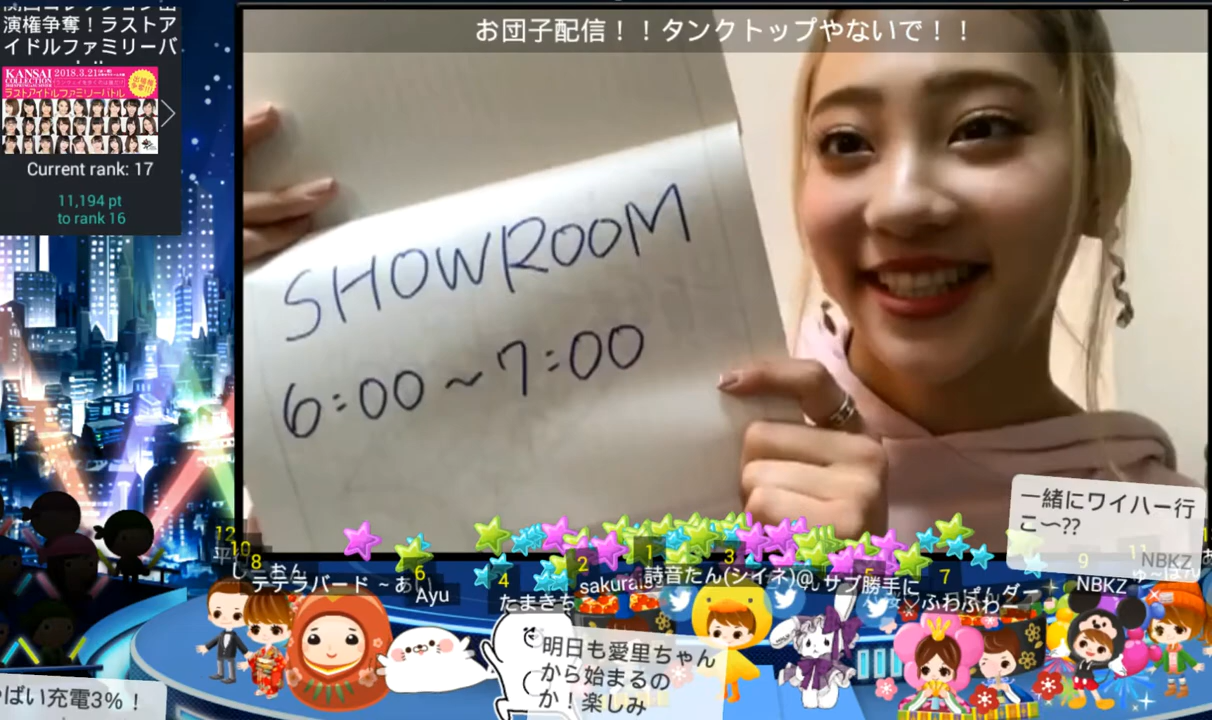 演権争奪！ラストア
イドルファミリーバ
KANSAI
COLLECTION
2018.3.21
ラストアイドルファミリーバトル
Current rank: 17
11,194 pt
to rank 16
お団子配信！！タンクトップやないで！！
SHOWROOM
6:00~7:00
一緒にワイハー行
こ〜??
NBKZ
12
10
8
6
4
2
1
3
5
7
9
11
テテラバード ~あ
Ayu
たまきち
sakura
詩音たん(シイネ)@
サブ勝手に
ふわふわ
NBKZ
明日も愛里ちゃん
から始まるの
か！楽しみ
ばい充電3%！